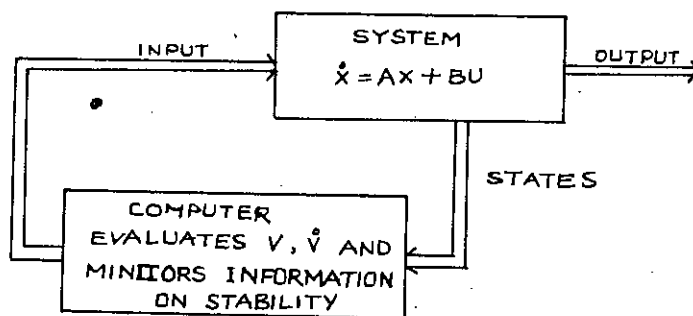 INPUT
SYSTEM
ẋ = AX + BU
OUTPUT
STATES
COMPUTER
EVALUATES V, V̇ AND
MINITORS INFORMATION
ON STABILITY